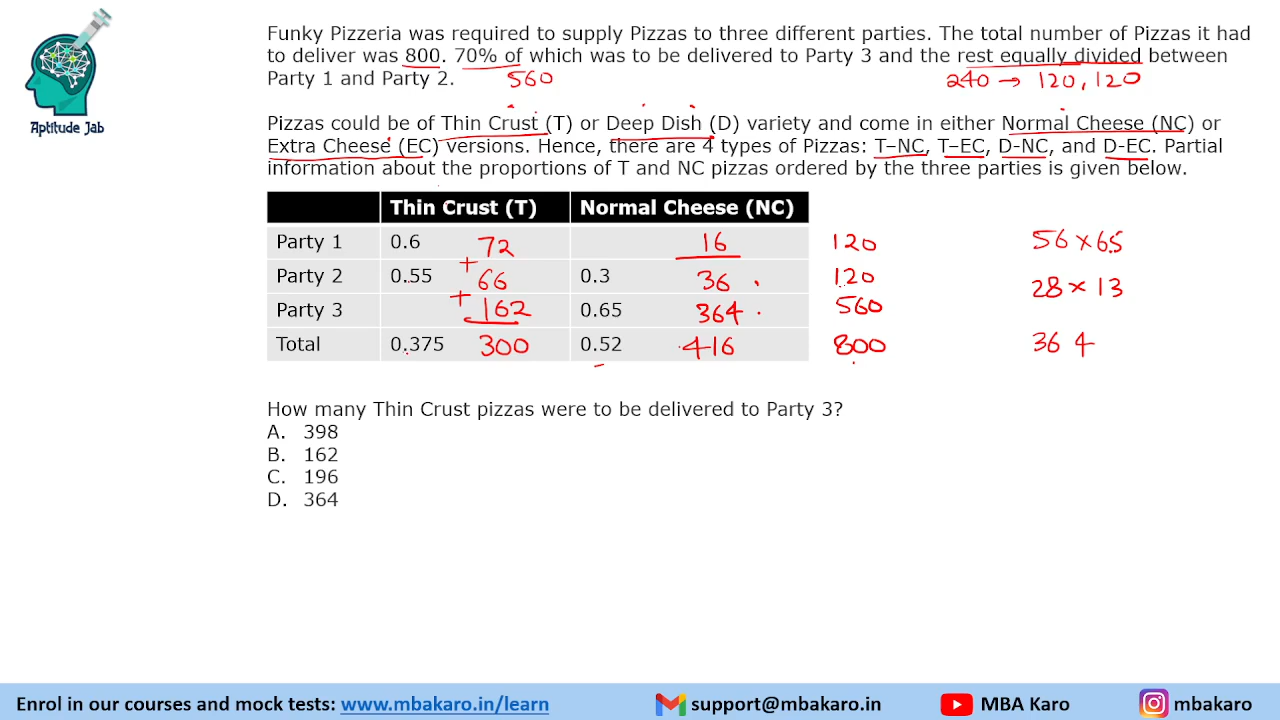 Funky Pizzeria was required to supply Pizzas to three different parties. The total number of Pizzas it had
to deliver was 800. 70% of which was to be delivered to Party 3 and the rest equally divided between
Party 1 and Party 2.
560
240 → 120, 120
Aptitude Jab
Pizzas could be of Thin Crust (T) or Deep Dish (D) variety and come in either Normal Cheese (NC) or
Extra Cheese (EC) versions. Hence, there are 4 types of Pizzas: T–NC, T–EC, D-NC, and D-EC. Partial
information about the proportions of T and NC pizzas ordered by the three parties is given below.
Thin Crust (T) Normal Cheese (NC)
Party 1 0.6 72 16 120 56 × 65
Party 2 0.55 + 66 0.3 36 120 28 × 13
Party 3 + 162 0.65 364 560
Total 0.375 300 0.52 416 800 364
How many Thin Crust pizzas were to be delivered to Party 3?
A. 398
B. 162
C. 196
D. 364
Enrol in our courses and mock tests: www.mbakaro.in/learn support@mbakaro.in MBA Karo mbakaro